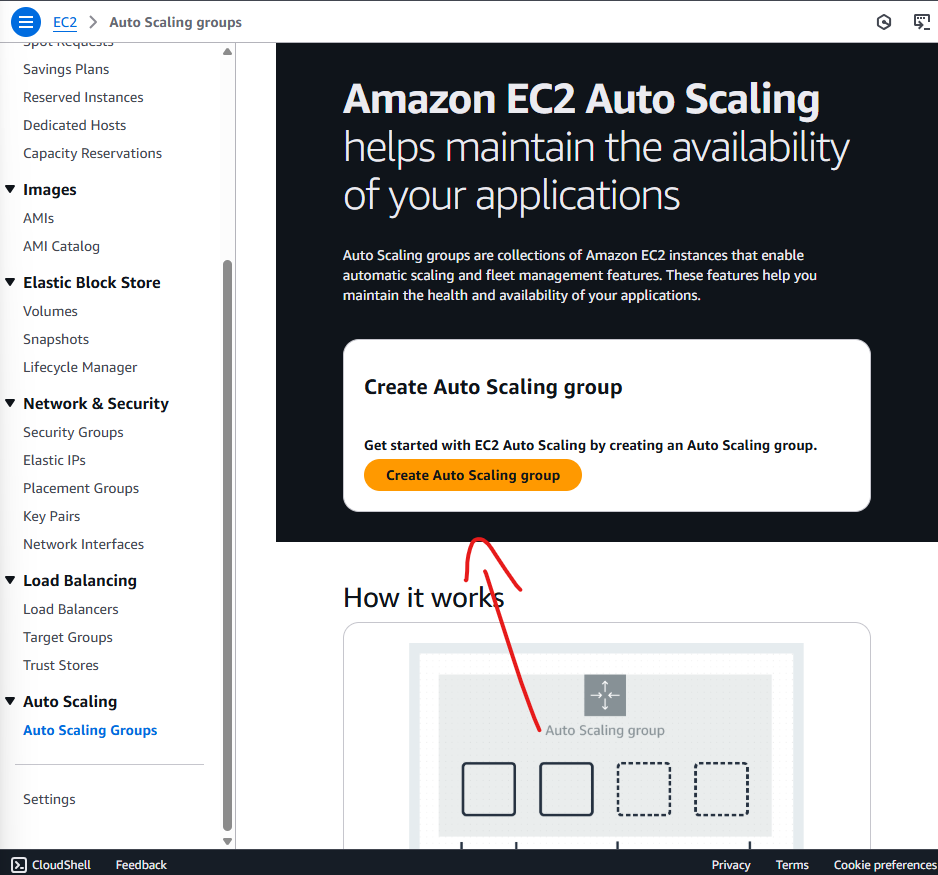 EC2 > Auto Scaling groups
Spot Requests
Savings Plans
Reserved Instances
Dedicated Hosts
Capacity Reservations
Images
AMIs
AMI Catalog
Elastic Block Store
Volumes
Snapshots
Lifecycle Manager
Network & Security
Security Groups
Elastic IPs
Placement Groups
Key Pairs
Network Interfaces
Load Balancing
Load Balancers
Target Groups
Trust Stores
Auto Scaling
Auto Scaling Groups
Settings
Amazon EC2 Auto Scaling
helps maintain the availability
of your applications
Auto Scaling groups are collections of Amazon EC2 instances that enable
automatic scaling and fleet management features. These features help you
maintain the health and availability of your applications.
Create Auto Scaling group
Get started with EC2 Auto Scaling by creating an Auto Scaling group.
Create Auto Scaling group
How it works
Auto Scaling group
CloudShell Feedback Privacy Terms Cookie preferences